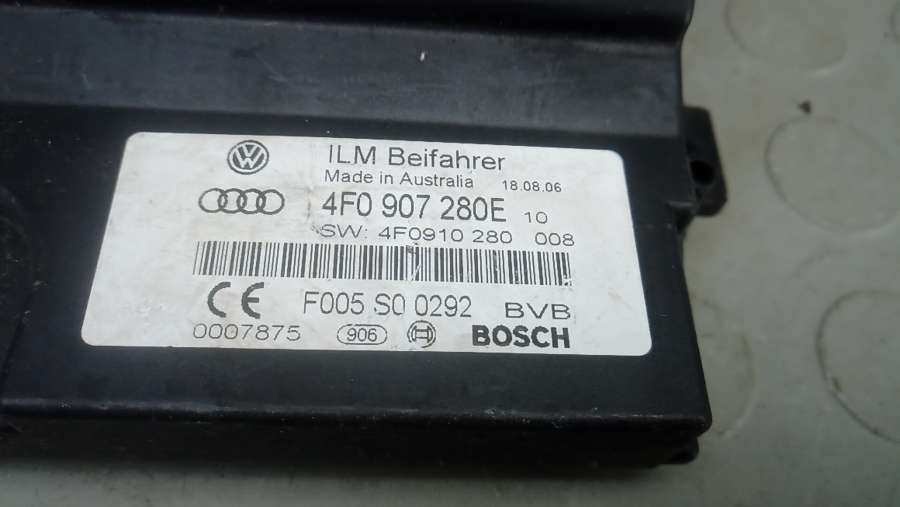 ILM Beifahrer
Made in Australia 18.08.06
4F0 907 280E 10
SW: 4F0910 280 008
CE F005 S0 0292 BVB
0007875 906 BOSCH